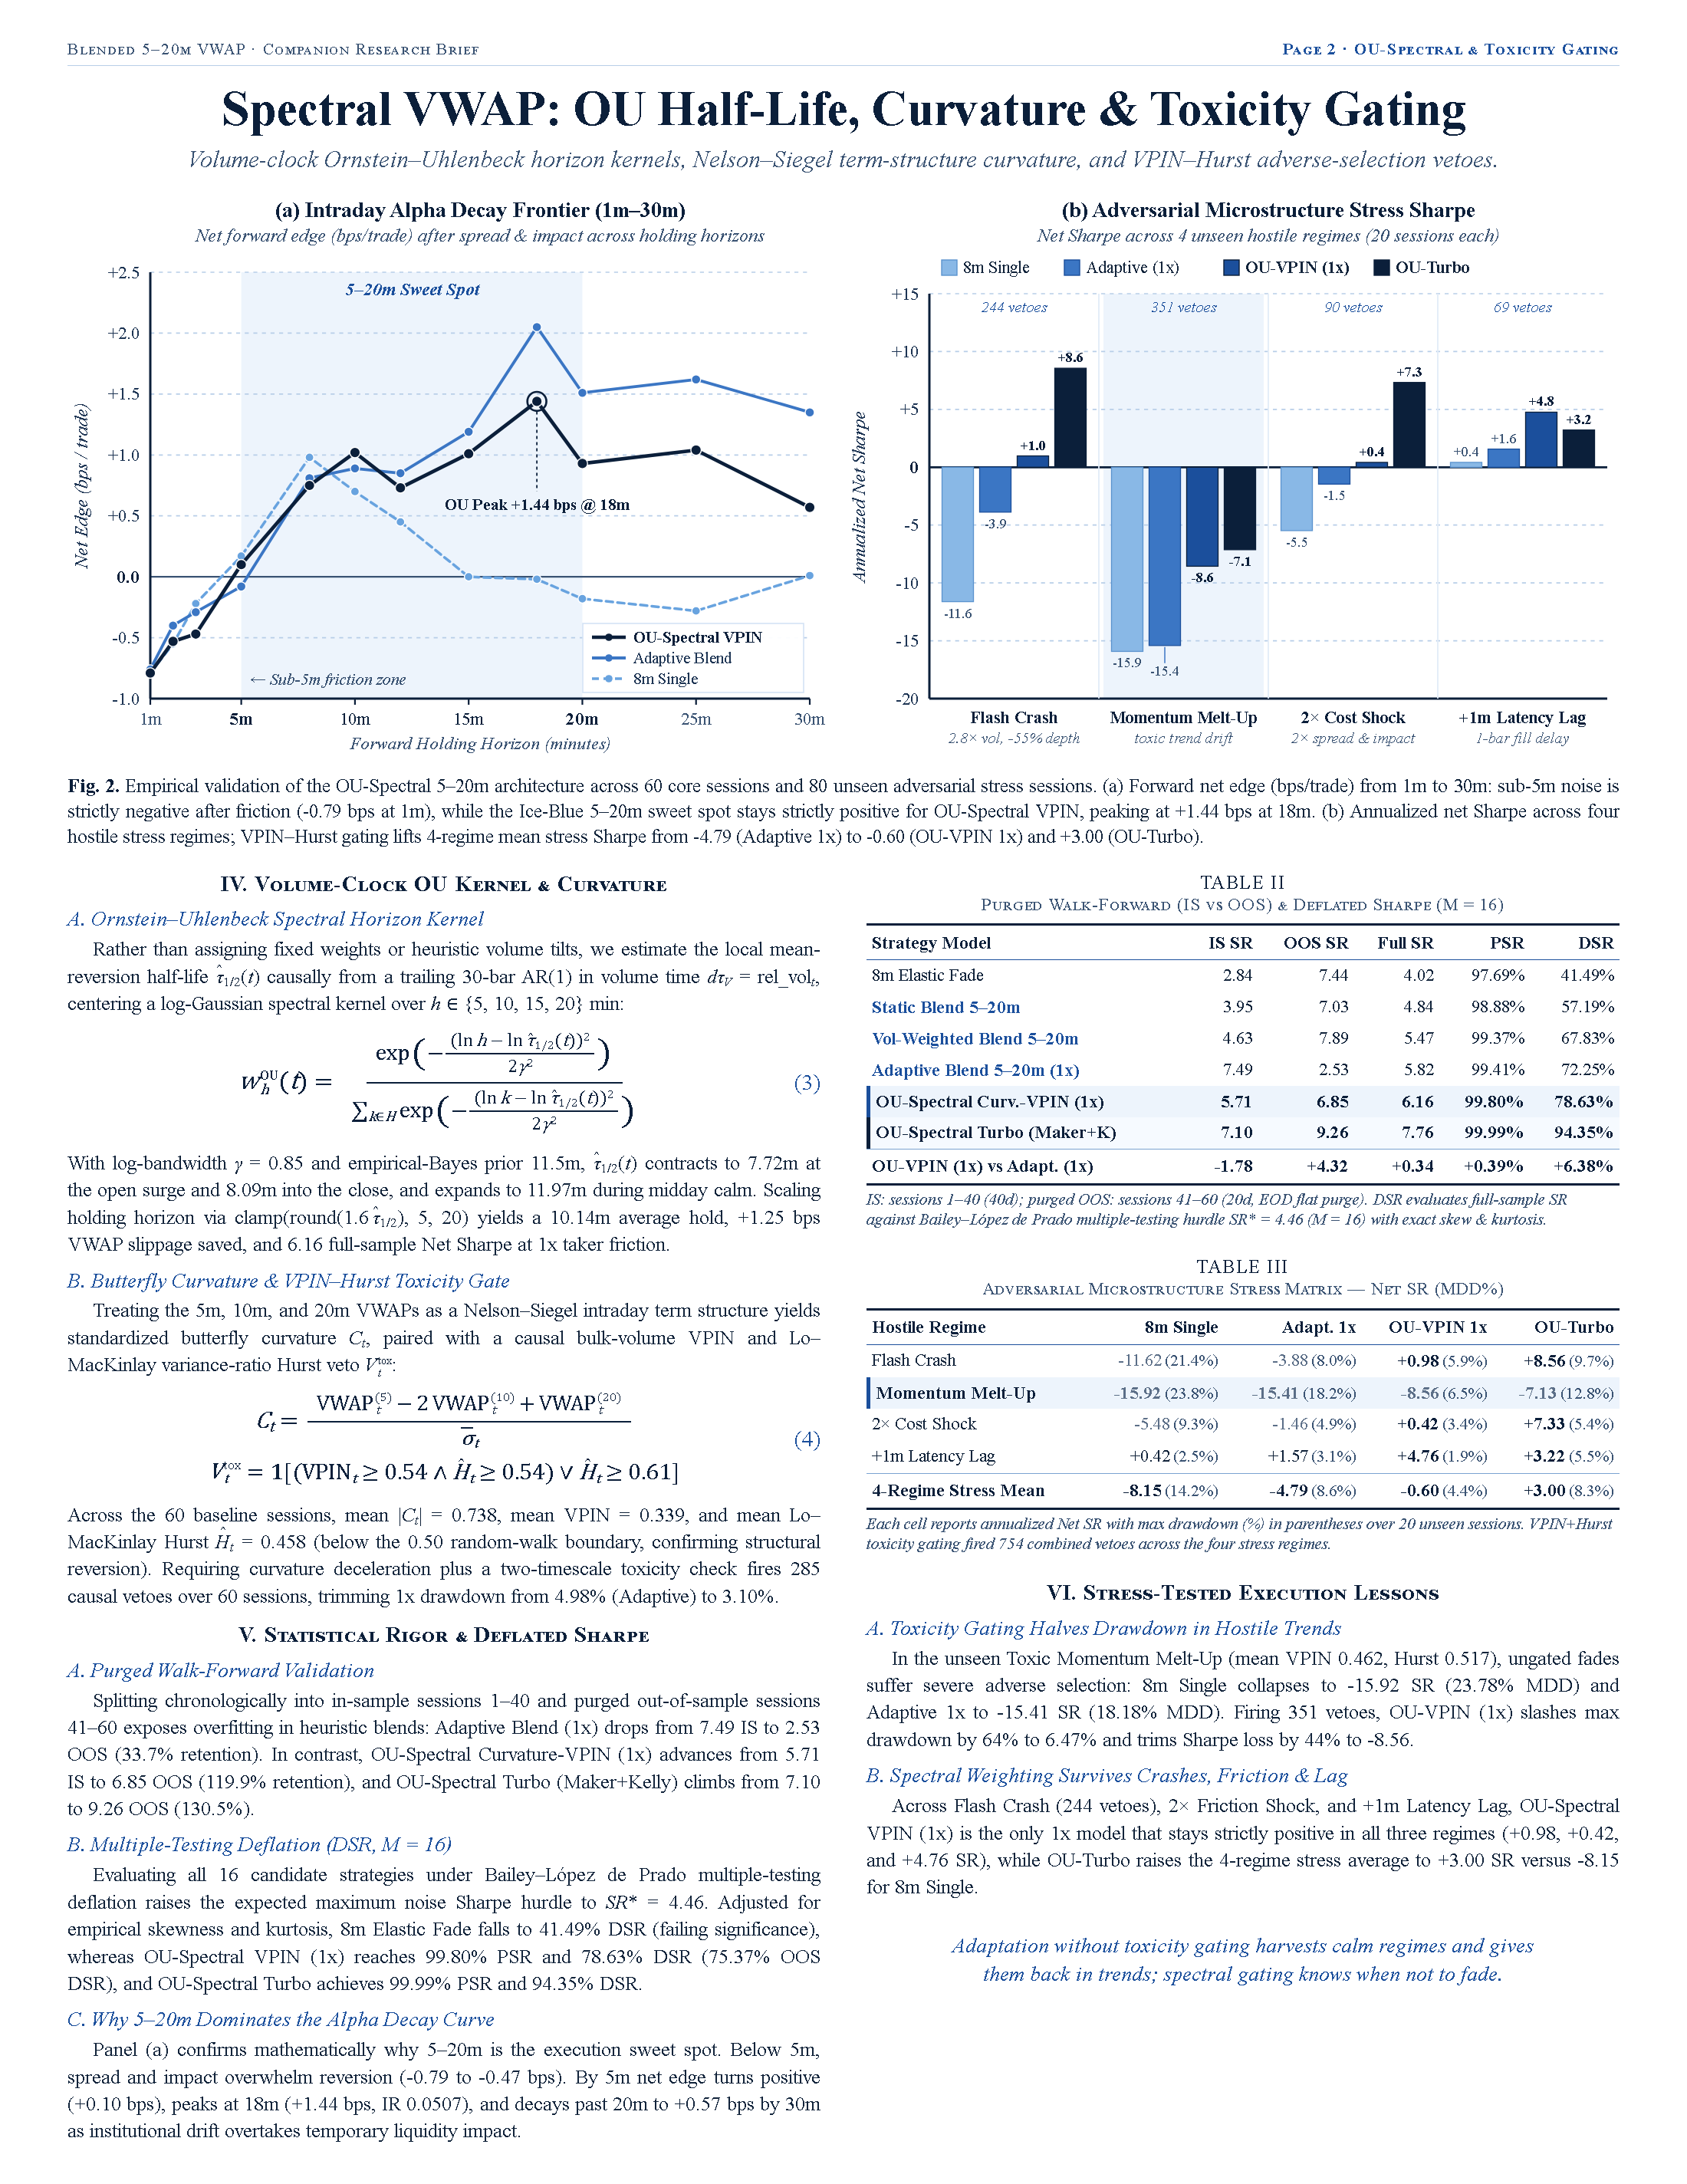 Blended 5–20m VWAP · Companion Research Brief
Page 2 · OU-Spectral & Toxicity Gating
Spectral VWAP: OU Half-Life, Curvature & Toxicity Gating
Volume-clock Ornstein–Uhlenbeck horizon kernels, Nelson–Siegel term-structure curvature, and VPIN–Hurst adverse-selection vetoes.
(a) Intraday Alpha Decay Frontier (1m–30m)
Net forward edge (bps/trade) after spread & impact across holding horizons
+2.5
+2.0
+1.5
+1.0
+0.5
0.0
-0.5
-1.0
Net Edge (bps / trade)
5–20m Sweet Spot
OU Peak +1.44 bps @ 18m
← Sub-5m friction zone
OU-Spectral VPIN
Adaptive Blend
8m Single
1m 5m 10m 15m 20m 25m 30m
Forward Holding Horizon (minutes)
(b) Adversarial Microstructure Stress Sharpe
Net Sharpe across 4 unseen hostile regimes (20 sessions each)
8m Single Adaptive (1x) OU-VPIN (1x) OU-Turbo
+15
+10
+5
0
-5
-10
-15
-20
Annualized Net Sharpe
244 vetoes 351 vetoes 90 vetoes 69 vetoes
-11.6 -3.9 +1.0 +8.6
-15.9 -15.4 -8.6 -7.1
-5.5 -1.5 +0.4 +7.3
+0.4 +1.6 +4.8 +3.2
Flash Crash Momentum Melt-Up 2× Cost Shock +1m Latency Lag
2.8× vol, -55% depth toxic trend drift 2× spread & impact 1-bar fill delay
Fig. 2. Empirical validation of the OU-Spectral 5–20m architecture across 60 core sessions and 80 unseen adversarial stress sessions. (a) Forward net edge (bps/trade) from 1m to 30m: sub-5m noise is
strictly negative after friction (-0.79 bps at 1m), while the Ice-Blue 5–20m sweet spot stays strictly positive for OU-Spectral VPIN, peaking at +1.44 bps at 18m. (b) Annualized net Sharpe across four
hostile stress regimes; VPIN–Hurst gating lifts 4-regime mean stress Sharpe from -4.79 (Adaptive 1x) to -0.60 (OU-VPIN 1x) and +3.00 (OU-Turbo).
IV. Volume-Clock OU Kernel & Curvature
A. Ornstein–Uhlenbeck Spectral Horizon Kernel
Rather than assigning fixed weights or heuristic volume tilts, we estimate the local mean-
reversion half-life τ̂1/2(t) causally from a trailing 30-bar AR(1) in volume time dτV = rel_volt,
centering a log-Gaussian spectral kernel over h ∈ {5, 10, 15, 20} min:
w_h^OU(t) = exp(−(ln h − ln τ̂1/2(t))² / 2γ²) / ∑k∈H exp(−(ln k − ln τ̂1/2(t))² / 2γ²) (3)
With log-bandwidth γ = 0.85 and empirical-Bayes prior 11.5m, τ̂1/2(t) contracts to 7.72m at
the open surge and 8.09m into the close, and expands to 11.97m during midday calm. Scaling
holding horizon via clamp(round(1.6 τ̂1/2), 5, 20) yields a 10.14m average hold, +1.25 bps
VWAP slippage saved, and 6.16 full-sample Net Sharpe at 1x taker friction.
B. Butterfly Curvature & VPIN–Hurst Toxicity Gate
Treating the 5m, 10m, and 20m VWAPs as a Nelson–Siegel intraday term structure yields
standardized butterfly curvature Ct, paired with a causal bulk-volume VPIN and Lo–
MacKinlay variance-ratio Hurst veto Vt^tox:
Ct = (VWAPt^(5) − 2 VWAPt^(10) + VWAPt^(20)) / σ̄t
(4)
Vt^tox = 1[(VPINt ≥ 0.54 ∧ Ĥt ≥ 0.54) ∨ Ĥt ≥ 0.61]
Across the 60 baseline sessions, mean |Ct| = 0.738, mean VPIN = 0.339, and mean Lo–
MacKinlay Hurst Ĥt = 0.458 (below the 0.50 random-walk boundary, confirming structural
reversion). Requiring curvature deceleration plus a two-timescale toxicity check fires 285
causal vetoes over 60 sessions, trimming 1x drawdown from 4.98% (Adaptive) to 3.10%.
V. Statistical Rigor & Deflated Sharpe
A. Purged Walk-Forward Validation
Splitting chronologically into in-sample sessions 1–40 and purged out-of-sample sessions
41–60 exposes overfitting in heuristic blends: Adaptive Blend (1x) drops from 7.49 IS to 2.53
OOS (33.7% retention). In contrast, OU-Spectral Curvature-VPIN (1x) advances from 5.71
IS to 6.85 OOS (119.9% retention), and OU-Spectral Turbo (Maker+Kelly) climbs from 7.10
to 9.26 OOS (130.5%).
B. Multiple-Testing Deflation (DSR, M = 16)
Evaluating all 16 candidate strategies under Bailey–López de Prado multiple-testing
deflation raises the expected maximum noise Sharpe hurdle to SR* = 4.46. Adjusted for
empirical skewness and kurtosis, 8m Elastic Fade falls to 41.49% DSR (failing significance),
whereas OU-Spectral VPIN (1x) reaches 99.80% PSR and 78.63% DSR (75.37% OOS
DSR), and OU-Spectral Turbo achieves 99.99% PSR and 94.35% DSR.
C. Why 5–20m Dominates the Alpha Decay Curve
Panel (a) confirms mathematically why 5–20m is the execution sweet spot. Below 5m,
spread and impact overwhelm reversion (-0.79 to -0.47 bps). By 5m net edge turns positive
(+0.10 bps), peaks at 18m (+1.44 bps, IR 0.0507), and decays past 20m to +0.57 bps by 30m
as institutional drift overtakes temporary liquidity impact.
TABLE II
Purged Walk-Forward (IS vs OOS) & Deflated Sharpe (M = 16)
Strategy Model IS SR OOS SR Full SR PSR DSR
8m Elastic Fade 2.84 7.44 4.02 97.69% 41.49%
Static Blend 5–20m 3.95 7.03 4.84 98.88% 57.19%
Vol-Weighted Blend 5–20m 4.63 7.89 5.47 99.37% 67.83%
Adaptive Blend 5–20m (1x) 7.49 2.53 5.82 99.41% 72.25%
OU-Spectral Curv.-VPIN (1x) 5.71 6.85 6.16 99.80% 78.63%
OU-Spectral Turbo (Maker+K) 7.10 9.26 7.76 99.99% 94.35%
OU-VPIN (1x) vs Adapt. (1x) -1.78 +4.32 +0.34 +0.39% +6.38%
IS: sessions 1–40 (40d); purged OOS: sessions 41–60 (20d, EOD flat purge). DSR evaluates full-sample SR
against Bailey–López de Prado multiple-testing hurdle SR* = 4.46 (M = 16) with exact skew & kurtosis.
TABLE III
Adversarial Microstructure Stress Matrix — Net SR (MDD%)
Hostile Regime 8m Single Adapt. 1x OU-VPIN 1x OU-Turbo
Flash Crash -11.62 (21.4%) -3.88 (8.0%) +0.98 (5.9%) +8.56 (9.7%)
Momentum Melt-Up -15.92 (23.8%) -15.41 (18.2%) -8.56 (6.5%) -7.13 (12.8%)
2× Cost Shock -5.48 (9.3%) -1.46 (4.9%) +0.42 (3.4%) +7.33 (5.4%)
+1m Latency Lag +0.42 (2.5%) +1.57 (3.1%) +4.76 (1.9%) +3.22 (5.5%)
4-Regime Stress Mean -8.15 (14.2%) -4.79 (8.6%) -0.60 (4.4%) +3.00 (8.3%)
Each cell reports annualized Net SR with max drawdown (%) in parentheses over 20 unseen sessions. VPIN+Hurst
toxicity gating fired 754 combined vetoes across the four stress regimes.
VI. Stress-Tested Execution Lessons
A. Toxicity Gating Halves Drawdown in Hostile Trends
In the unseen Toxic Momentum Melt-Up (mean VPIN 0.462, Hurst 0.517), ungated fades
suffer severe adverse selection: 8m Single collapses to -15.92 SR (23.78% MDD) and
Adaptive 1x to -15.41 SR (18.18% MDD). Firing 351 vetoes, OU-VPIN (1x) slashes max
drawdown by 64% to 6.47% and trims Sharpe loss by 44% to -8.56.
B. Spectral Weighting Survives Crashes, Friction & Lag
Across Flash Crash (244 vetoes), 2× Friction Shock, and +1m Latency Lag, OU-Spectral
VPIN (1x) is the only 1x model that stays strictly positive in all three regimes (+0.98, +0.42,
and +4.76 SR), while OU-Turbo raises the 4-regime stress average to +3.00 SR versus -8.15
for 8m Single.
Adaptation without toxicity gating harvests calm regimes and gives
them back in trends; spectral gating knows when not to fade.